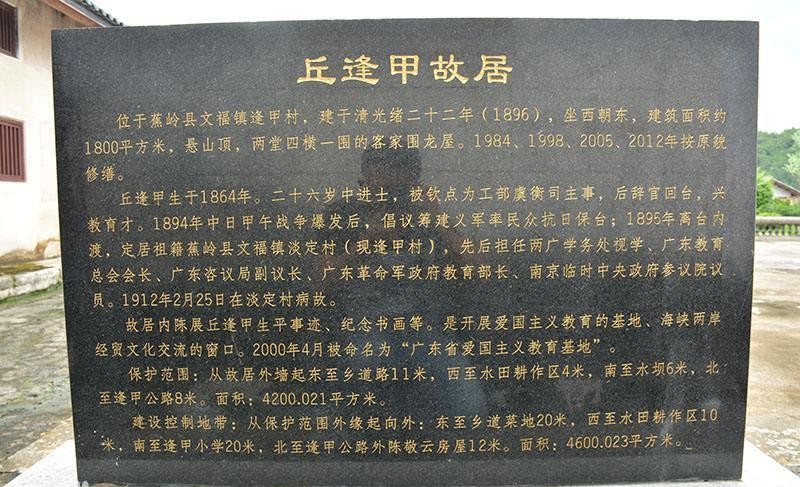 丘逢甲故居
位于蕉岭县文福镇逢甲村，建于清光绪二十二年（1896），坐西朝东，建筑面积约
1800平方米，悬山顶，两堂四横一围的客家围龙屋。1984、1998、2005、2012年按原貌
修缮。
丘逢甲生于1864年。二十六岁中进士，被钦点为工部虞衡司主事，后辞官回台，兴
教育才。1894年中日甲午战争爆发后，倡议筹建义军率民众抗日保台；1895年离台内
渡，定居祖籍蕉岭县文福镇淡定村（现逢甲村），先后担任两广学务处视学、广东教育
总会会长、广东咨议局副议长、广东革命军政府教育部长、南京临时中央政府参议院议
员。1912年2月25日在淡定村病故。
故居内陈展丘逢甲生平事迹、纪念书画等。是开展爱国主义教育的基地、海峡两岸
经贸文化交流的窗口。2000年4月被命名为“广东省爱国主义教育基地”。
保护范围：从故居外墙起东至乡道路11米，西至水田耕作区4米，南至水坝6米，北
至逢甲公路8米。面积：4200.021平方米。
建设控制地带：从保护范围外缘起向外：东至乡道菜地20米，西至水田耕作区10
米，南至逢甲小学20米，北至逢甲公路外陈敬云房屋12米。面积：4600.023平方米。